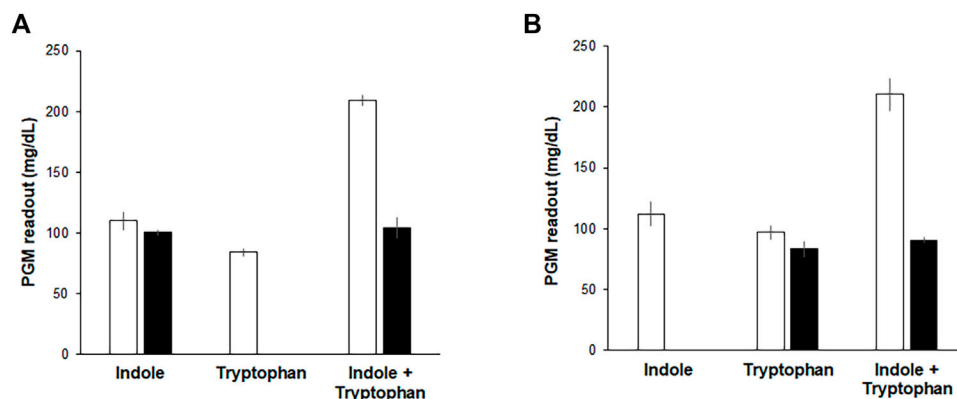 A
PGM readout (mg/dL)
250
200
150
100
50
0
Indole
Tryptophan
Indole +
Tryptophan
B
PGM readout (mg/dL)
250
200
150
100
50
0
Indole
Tryptophan
Indole +
Tryptophan